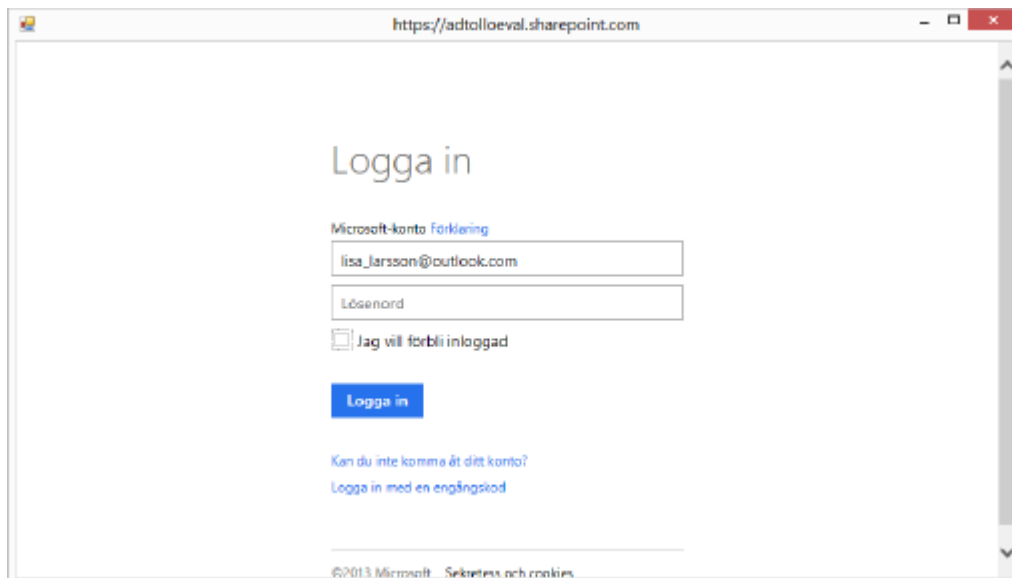 https://adtolloeval.sharepoint.com
Logga in
Microsoft-konto Förklaring
lisa_larsson@outlook.com
Lösenord
Jag vill förbli inloggad
Logga in
Kan du inte komma åt ditt konto?
Logga in med en engångskod
©2013 Microsoft Sekretess och cookies